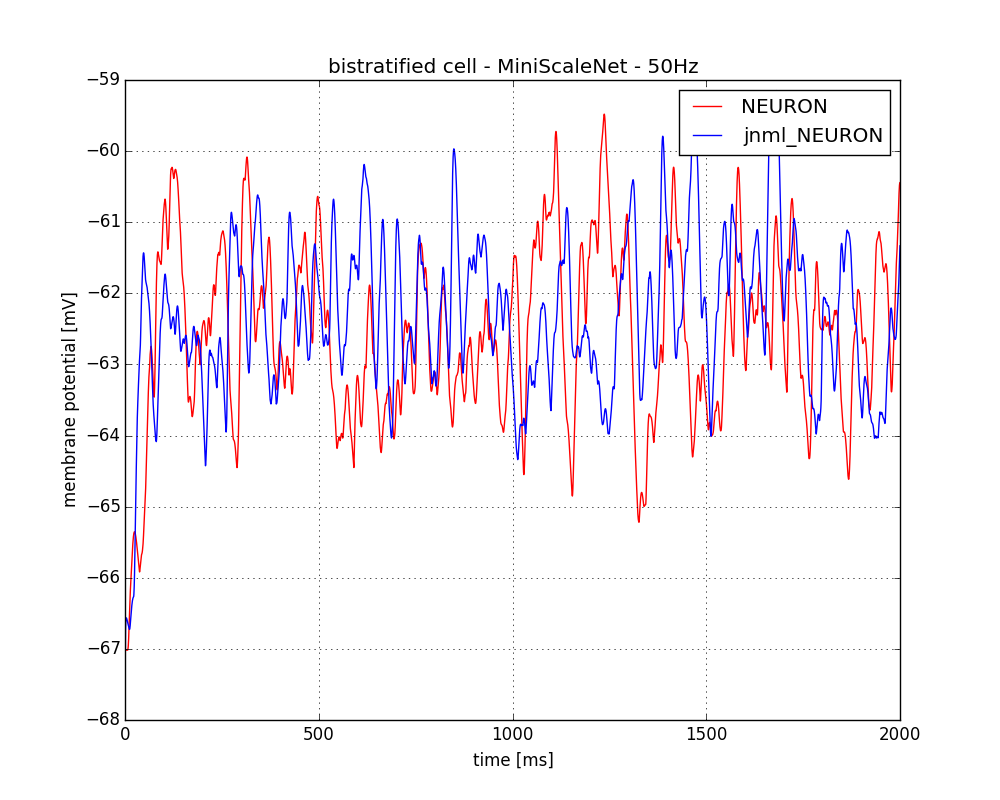 bistratified cell - MiniScaleNet - 50Hz
NEURON
jnml_NEURON
−59
−60
−61
−62
−63
−64
−65
−66
−67
−68
membrane potential [mV]
0 500 1000 1500 2000
time [ms]